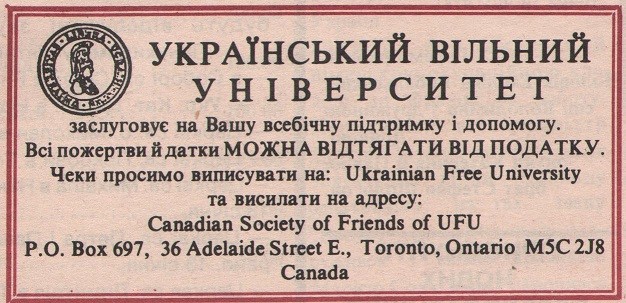 УКРАЇНСЬКИЙ ВІЛЬНИЙ
УНІВЕРСИТЕТ
заслуговує на Вашу всебічну підтримку і допомогу.
Всі пожертви й датки МОЖНА ВІДТЯГАТИ ВІД ПОДАТКУ.
Чеки просимо виписувати на: Ukrainian Free University
та висилати на адресу:
Canadian Society of Friends of UFU
P.O. Box 697, 36 Adelaide Street E., Toronto, Ontario M5C 2J8
Canada